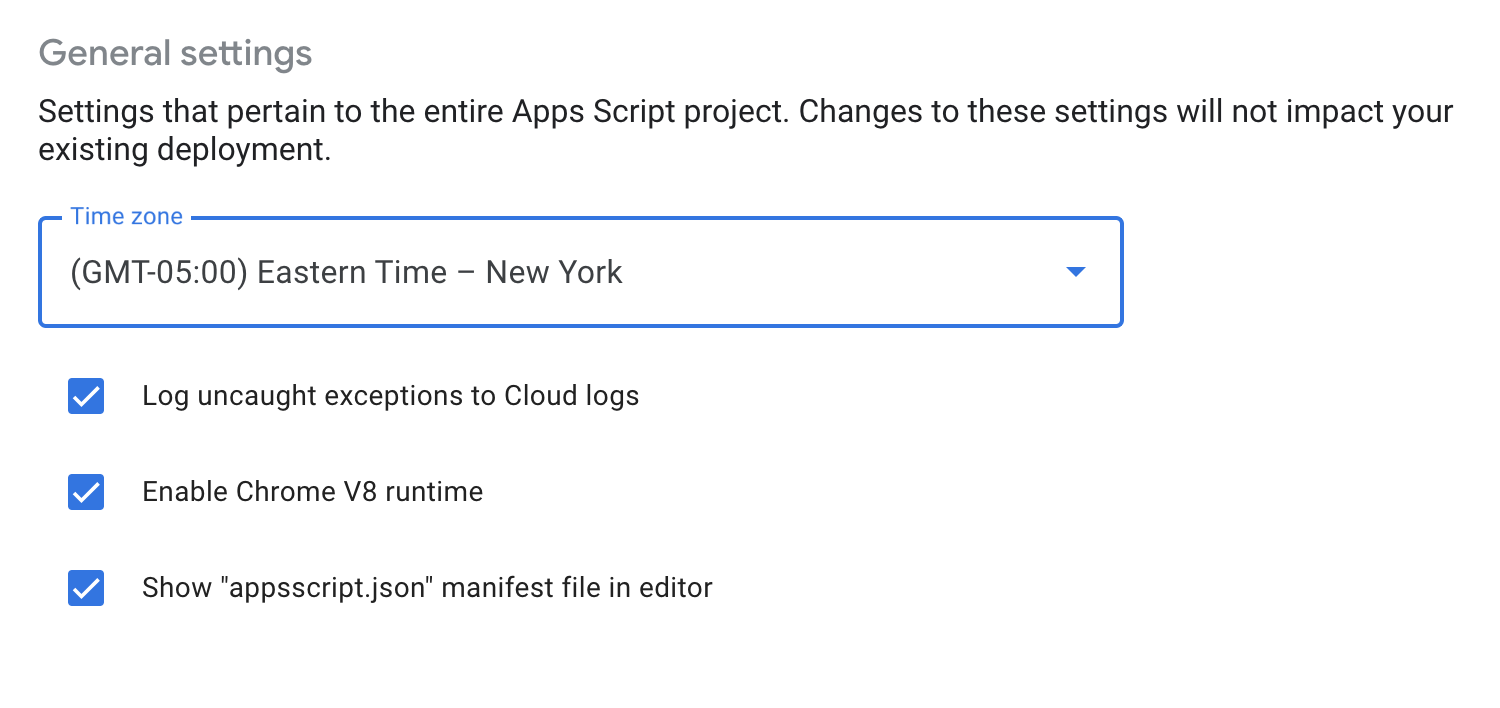 General settings
Settings that pertain to the entire Apps Script project. Changes to these settings will not impact your
existing deployment.
Time zone
(GMT-05:00) Eastern Time – New York
Log uncaught exceptions to Cloud logs
Enable Chrome V8 runtime
Show "appsscript.json" manifest file in editor